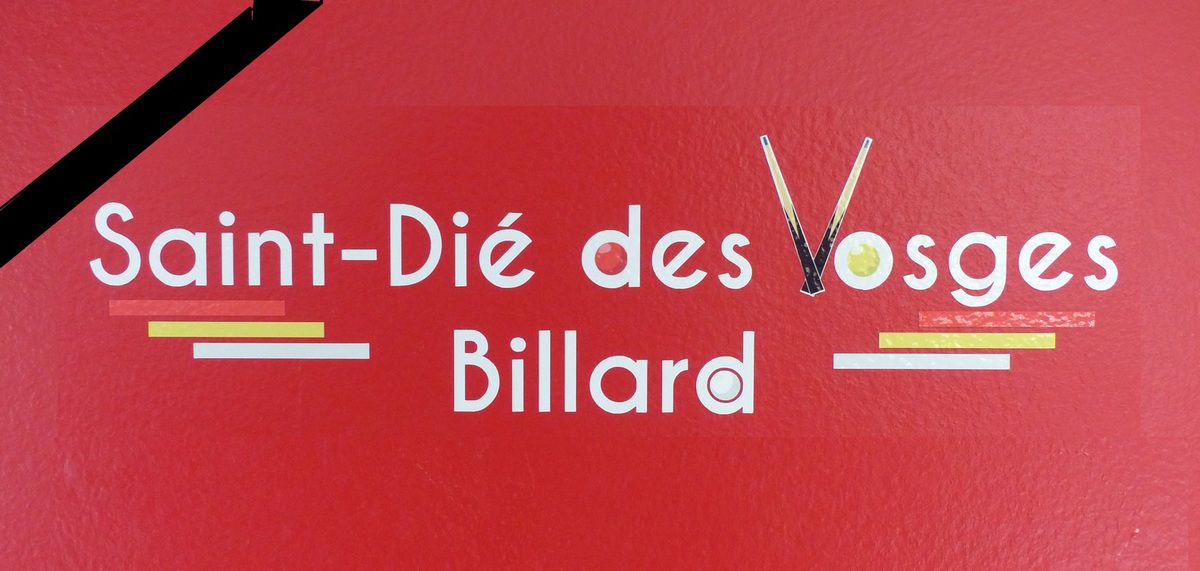 Saint-Dié des Vosges
Billard